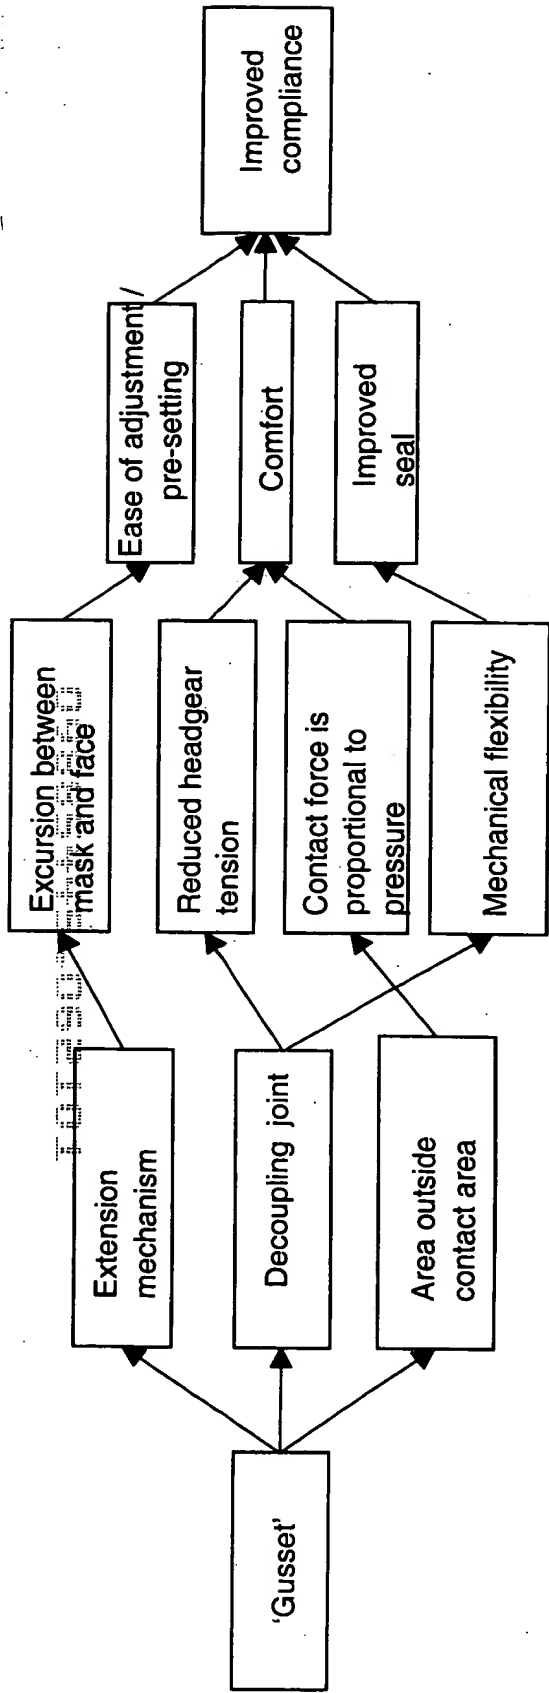 'Gusset'
Extension
mechanism
Decoupling joint
Area outside
contact area
Excursion between
mask and face
Reduced headgear
tension
Contact force is
proportional to
pressure
Mechanical flexibility
Ease of adjustment /
pre-setting
Comfort
Improved
seal
Improved
compliance